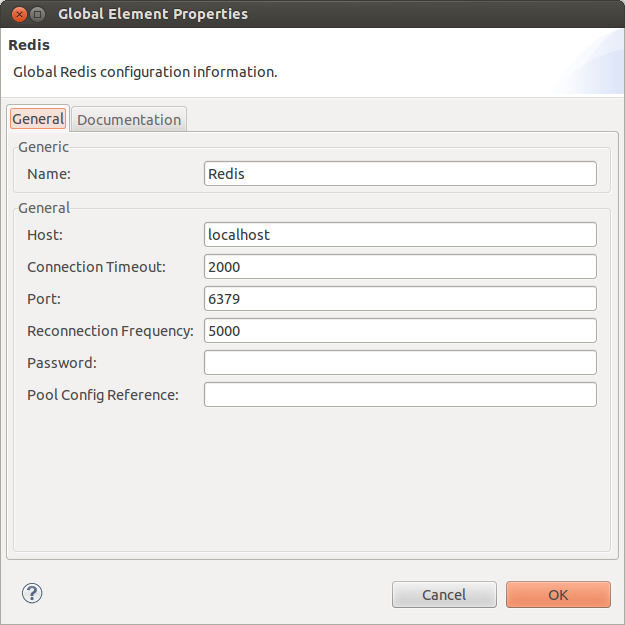 Global Element Properties
Redis
Global Redis configuration information.
General Documentation
Generic
Name: Redis
General
Host: localhost
Connection Timeout: 2000
Port: 6379
Reconnection Frequency: 5000
Password:
Pool Config Reference:
? Cancel OK